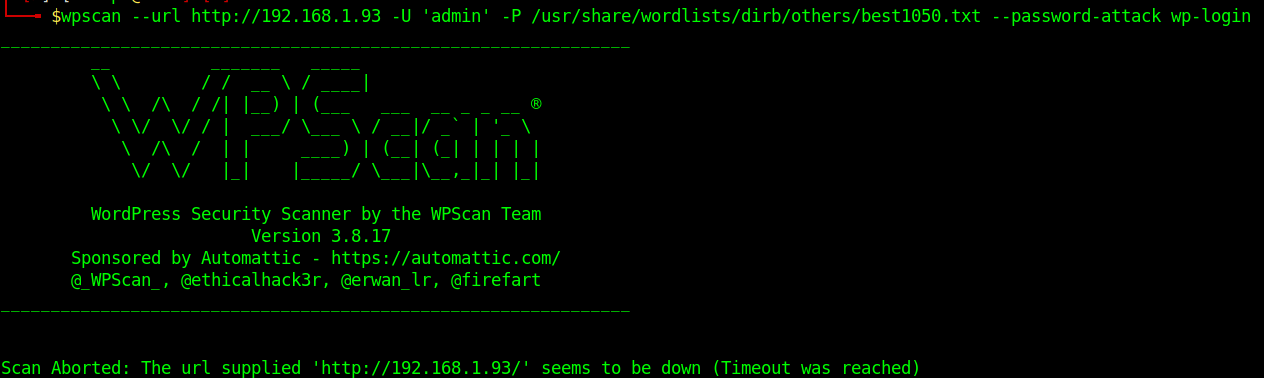 $wpscan --url http://192.168.1.93 -U 'admin' -P /usr/share/wordlists/dirb/others/best1050.txt --password-attack wp-login
WPScan ®
WordPress Security Scanner by the WPScan Team
Version 3.8.17
Sponsored by Automattic - https://automattic.com/
@_WPScan_, @ethicalhack3r, @erwan_lr, @firefart
Scan Aborted: The url supplied 'http://192.168.1.93/' seems to be down (Timeout was reached)